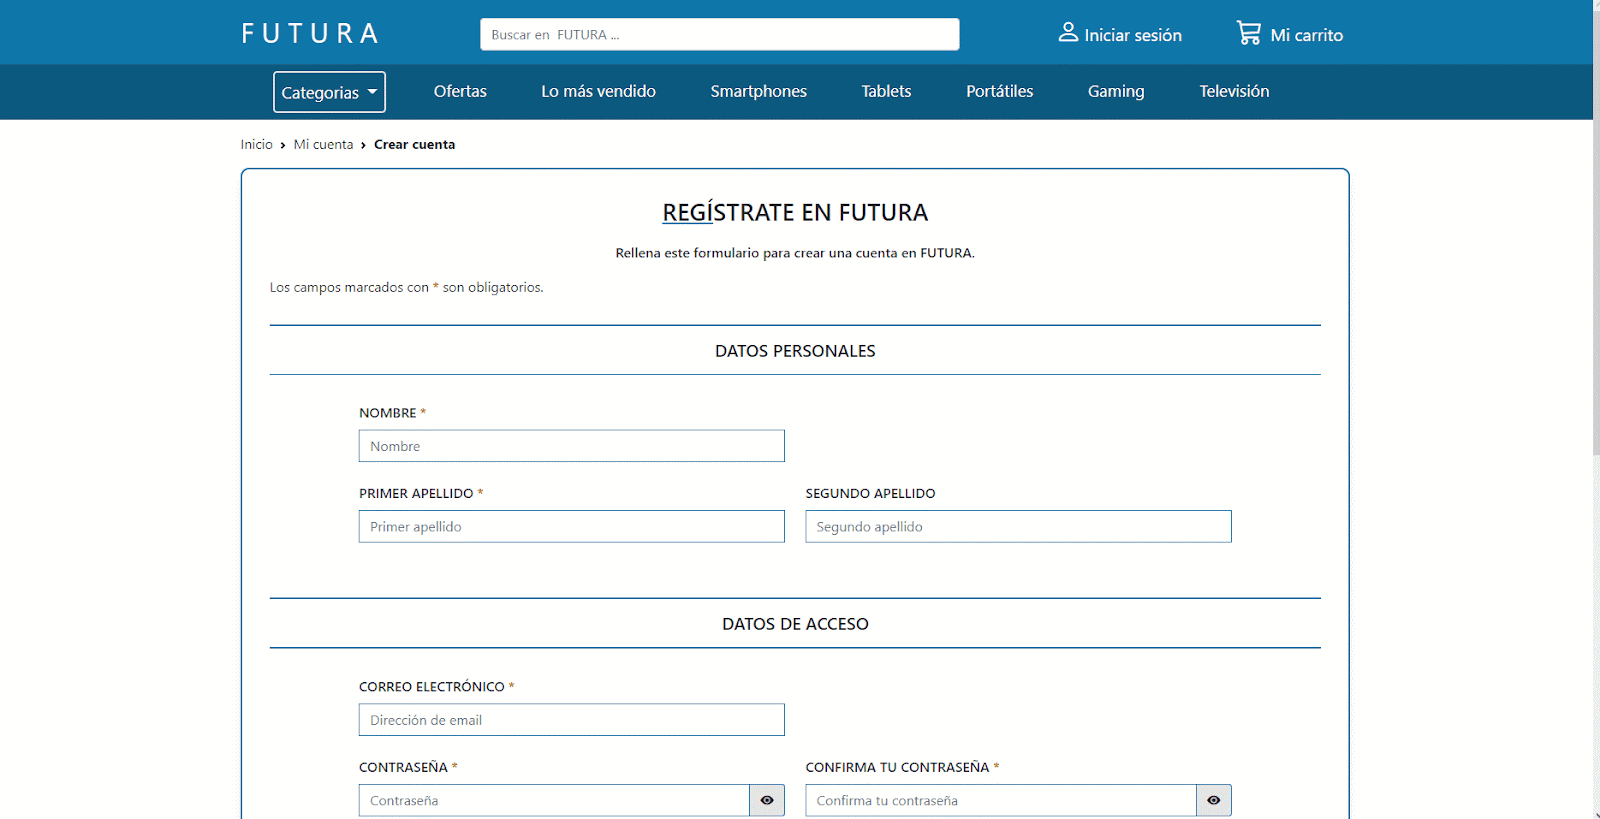 FUTURA
Buscar en FUTURA ...
Iniciar sesión
Mi carrito
Categorias
Ofertas
Lo más vendido
Smartphones
Tablets
Portátiles
Gaming
Televisión
Inicio › Mi cuenta › Crear cuenta
REGÍSTRATE EN FUTURA
Rellena este formulario para crear una cuenta en FUTURA.
Los campos marcados con * son obligatorios.
DATOS PERSONALES
NOMBRE *
Nombre
PRIMER APELLIDO *
Primer apellido
SEGUNDO APELLIDO
Segundo apellido
DATOS DE ACCESO
CORREO ELECTRÓNICO *
Dirección de email
CONTRASEÑA *
Contraseña
CONFIRMA TU CONTRASEÑA *
Confirma tu contraseña